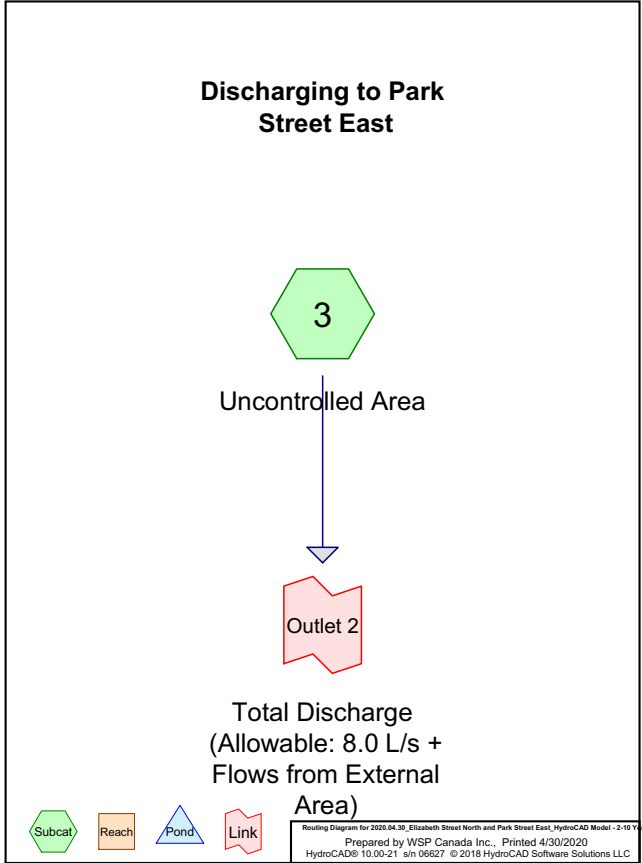 Discharging to Park
Street East
3
Uncontrolled Area
Outlet 2
Total Discharge
(Allowable: 8.0 L/s +
Flows from External
Area)
Subcat
Reach
Pond
Link
Routing Diagram for 2020.04.30_Elizabeth Street North and Park Street East_HydroCAD Model - 2-10
Prepared by WSP Canada Inc., Printed 4/30/2020
HydroCAD® 10.00-21 s/n 06627 © 2018 HydroCAD Software Solutions LLC